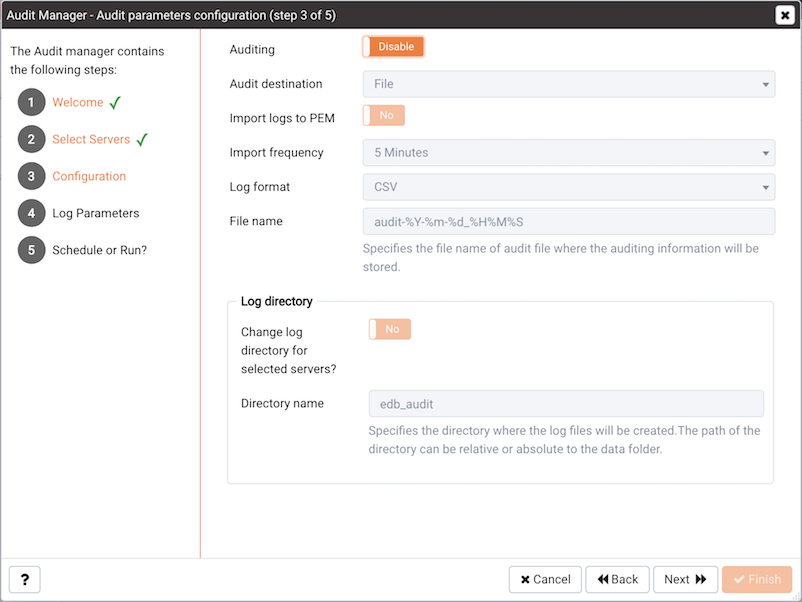 Audit Manager - Audit parameters configuration (step 3 of 5)
The Audit manager contains
the following steps:
1 Welcome
2 Select Servers
3 Configuration
4 Log Parameters
5 Schedule or Run?
Auditing Disable
Audit destination File
Import logs to PEM No
Import frequency 5 Minutes
Log format CSV
File name audit-%Y-%m-%d_%H%M%S
Specifies the file name of audit file where the auditing information will be
stored.
Log directory
Change log
directory for
selected servers?
No
Directory name edb_audit
Specifies the directory where the log files will be created.The path of the
directory can be relative or absolute to the data folder.
? Cancel Back Next Finish